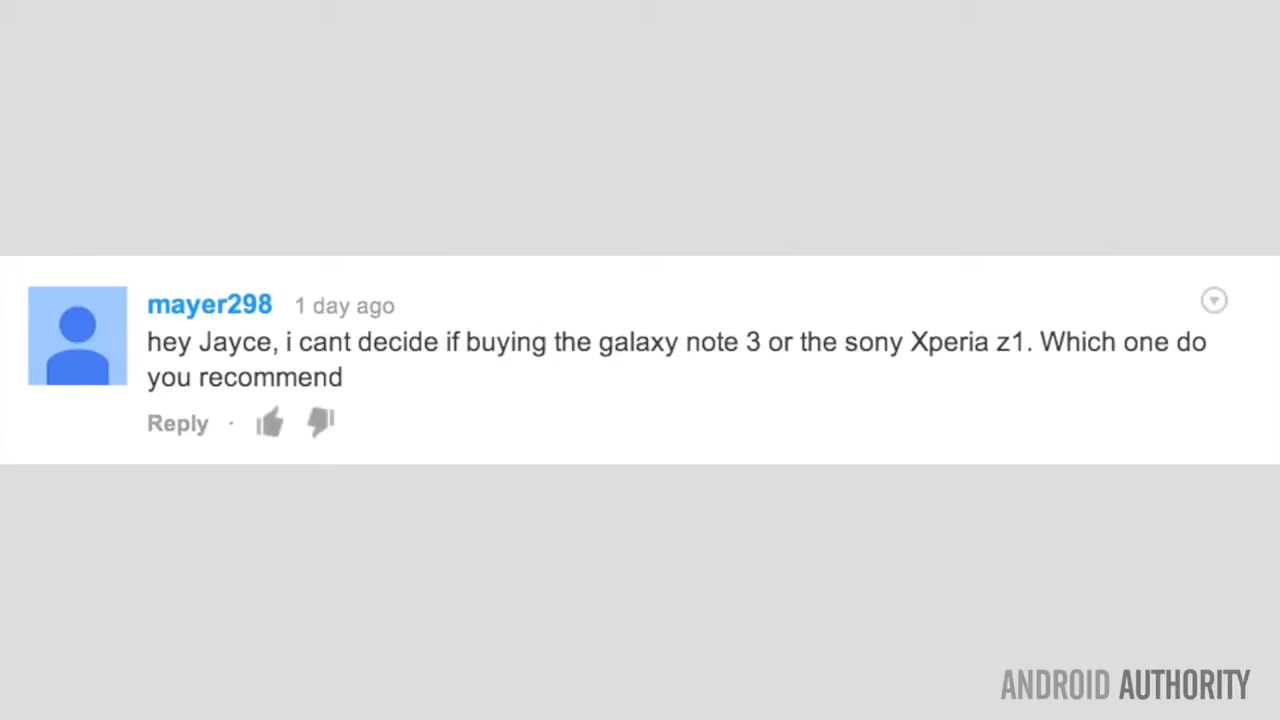 mayer298 1 day ago
hey Jayce, i cant decide if buying the galaxy note 3 or the sony Xperia z1. Which one do
you recommend
Reply ·
ANDROID AUTHORITY